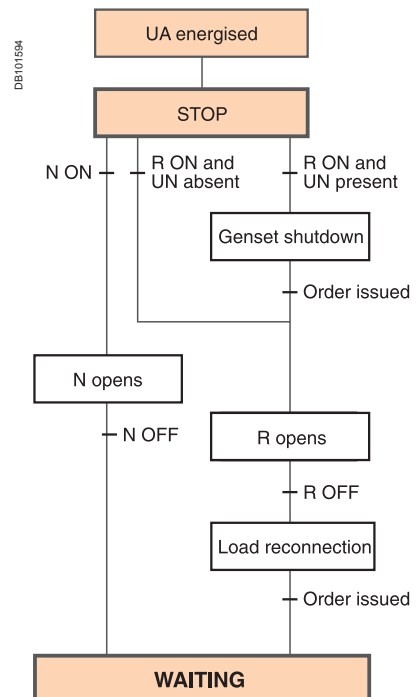 DB101594
UA energised
STOP
N ON
R ON and
UN absent
R ON and
UN present
Genset shutdown
Order issued
N opens
N OFF
R opens
R OFF
Load reconnection
Order issued
WAITING